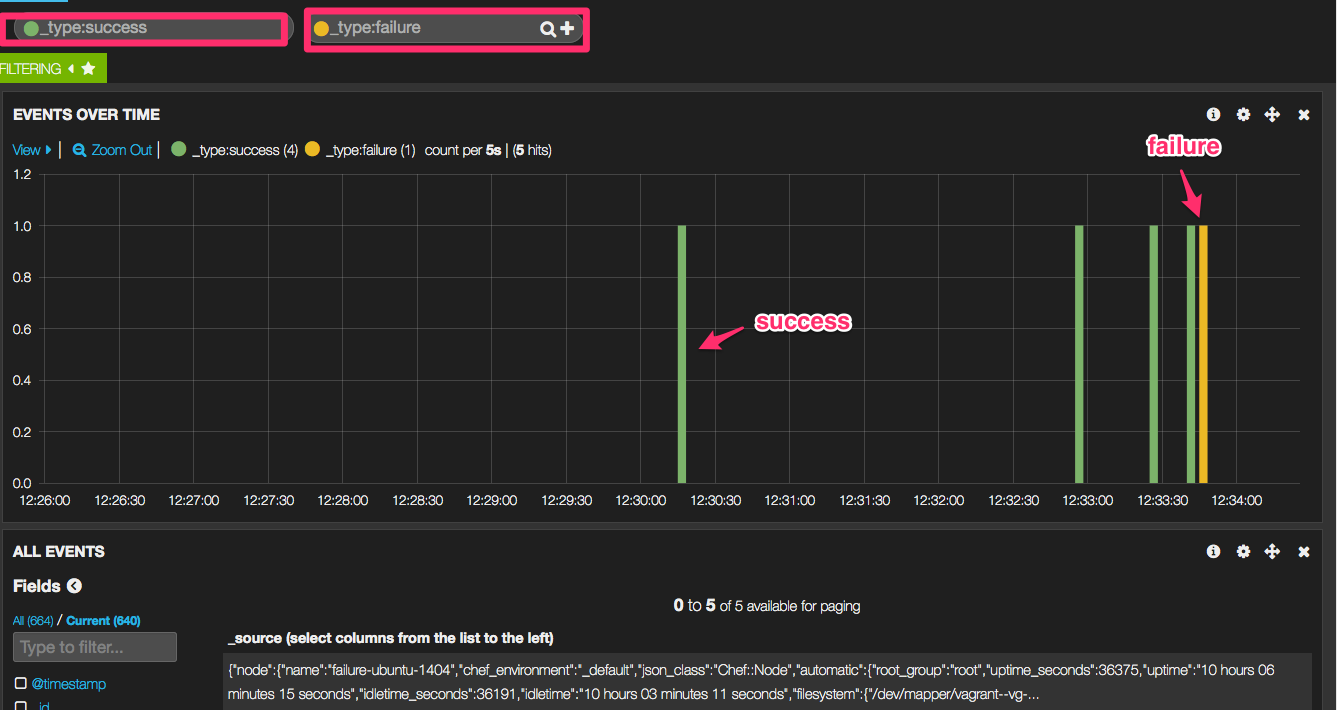 _type:success
_type:failure
FILTERING
EVENTS OVER TIME
View | Zoom Out | _type:success (4) _type:failure (1) count per 5s | (5 hits)
failure
1.2
1.0
0.8
success
0.6
0.4
0.2
0.0
12:26:00 12:26:30 12:27:00 12:27:30 12:28:00 12:28:30 12:29:00 12:29:30 12:30:00 12:30:30 12:31:00 12:31:30 12:32:00 12:32:30 12:33:00 12:33:30 12:34:00
ALL EVENTS
Fields
0 to 5 of 5 available for paging
All (664) / Current (640)
Type to filter...
_source (select columns from the list to the left)
{"node":{"name":"failure-ubuntu-1404","chef_environment":"_default","json_class":"Chef::Node","automatic":{"root_group":"root","uptime_seconds":36375,"uptime":"10 hours 06
minutes 15 seconds","idletime_seconds":36191,"idletime":"10 hours 03 minutes 11 seconds","filesystem":{"/dev/mapper/vagrant--vg-...
@timestamp
_id